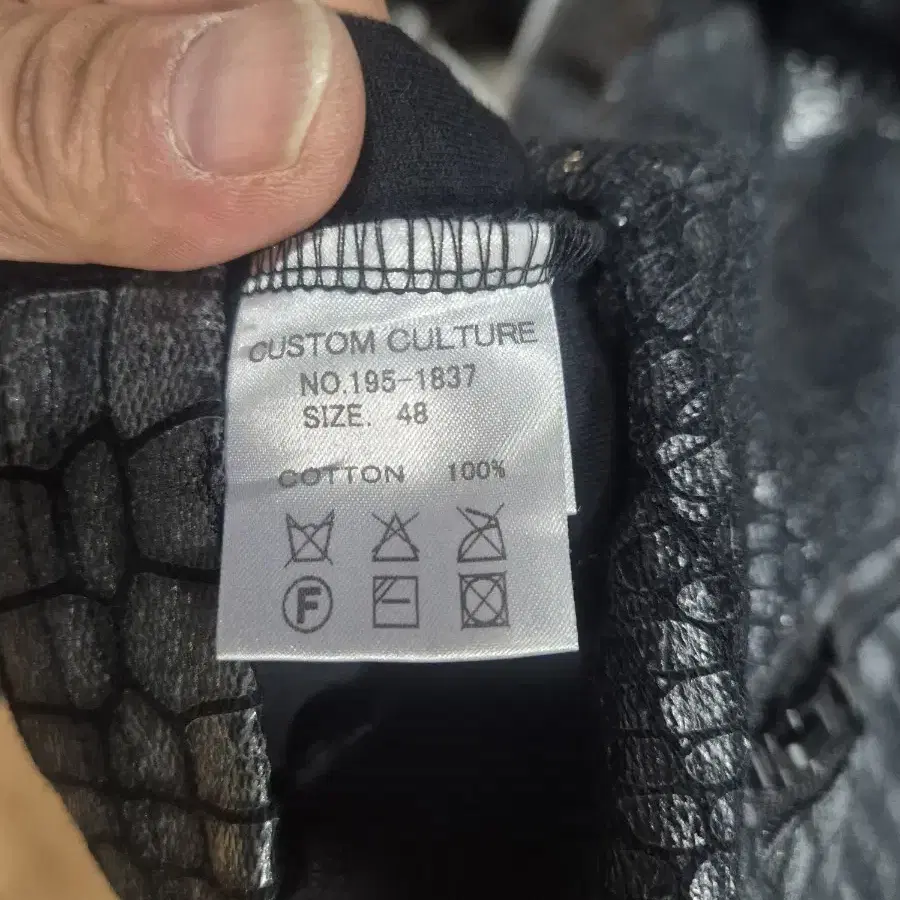 CUSTOM CULTURE
NO.195-1837
SIZE. 48
COTTON 100%
F